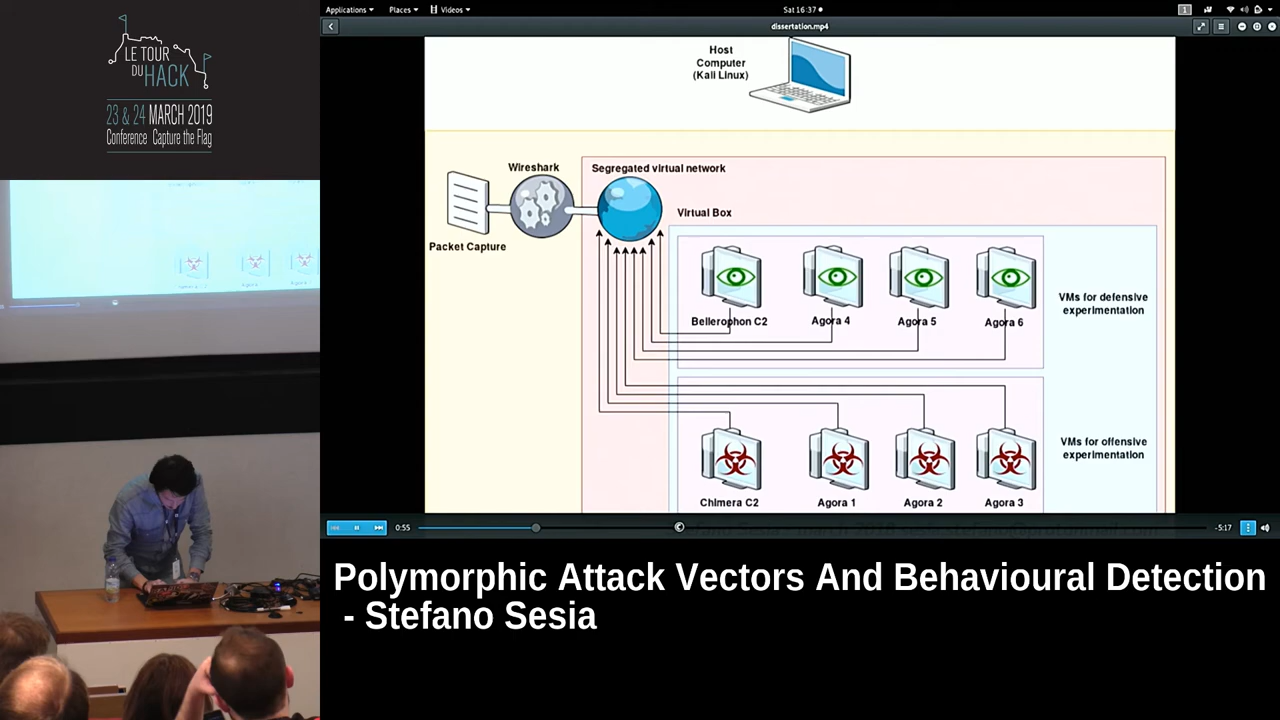 LE TOUR
DU HACK
23 & 24 MARCH 2019
Conference Capture the Flag
Applications
Places
Videos
Sat 16:37
1
dissertation.mp4
Host
Computer
(Kali Linux)
Wireshark
Segregated virtual network
Packet Capture
Virtual Box
Bellerophon C2
Agora 4
Agora 5
Agora 6
VMs for defensive
experimentation
Chimera C2
Agora 1
Agora 2
Agora 3
VMs for offensive
experimentation
0:55
-5:17
Polymorphic Attack Vectors And Behavioural Detection
- Stefano Sesia